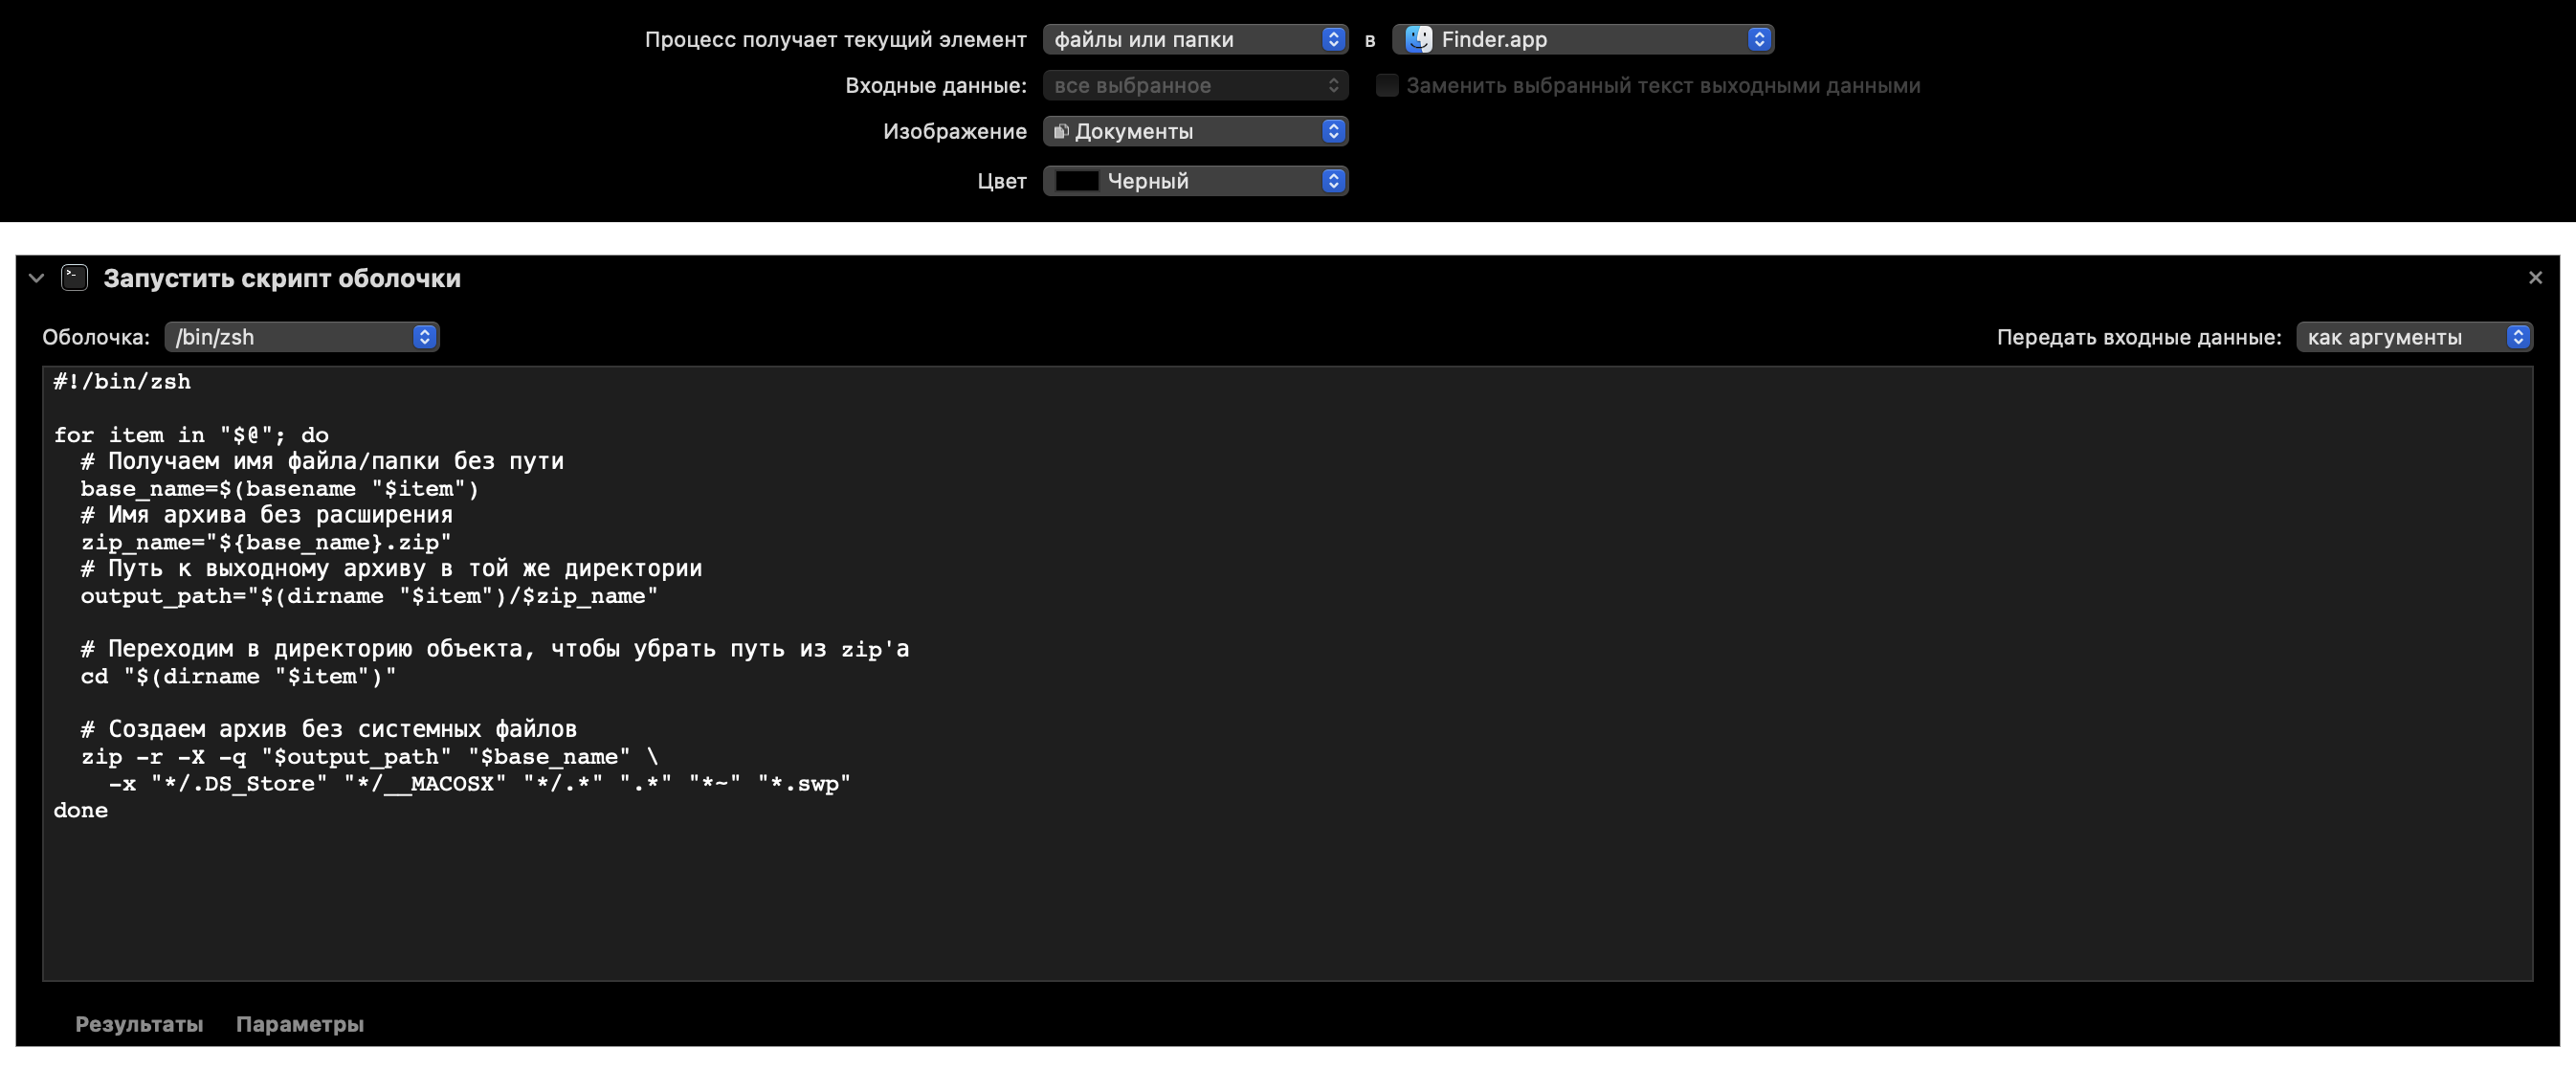 Процесс получает текущий элемент файлы или папки в Finder.app
Входные данные: все выбранное Заменить выбранный текст выходными данными
Изображение Документы
Цвет Черный
Запустить скрипт оболочки
Оболочка: /bin/zsh Передать входные данные: как аргументы
#!/bin/zsh
for item in "$@"; do
  # Получаем имя файла/папки без пути
  base_name=$(basename "$item")
  # Имя архива без расширения
  zip_name="${base_name}.zip"
  # Путь к выходному архиву в той же директории
  output_path="$(dirname "$item")/$zip_name"
  # Переходим в директорию объекта, чтобы убрать путь из zip'а
  cd "$(dirname "$item")"
  # Создаем архив без системных файлов
  zip -r -X -q "$output_path" "$base_name" \
    -x "*/.DS_Store" "*/__MACOSX" "*/.*" ".*" "*~" "*.swp"
done
Результаты Параметры